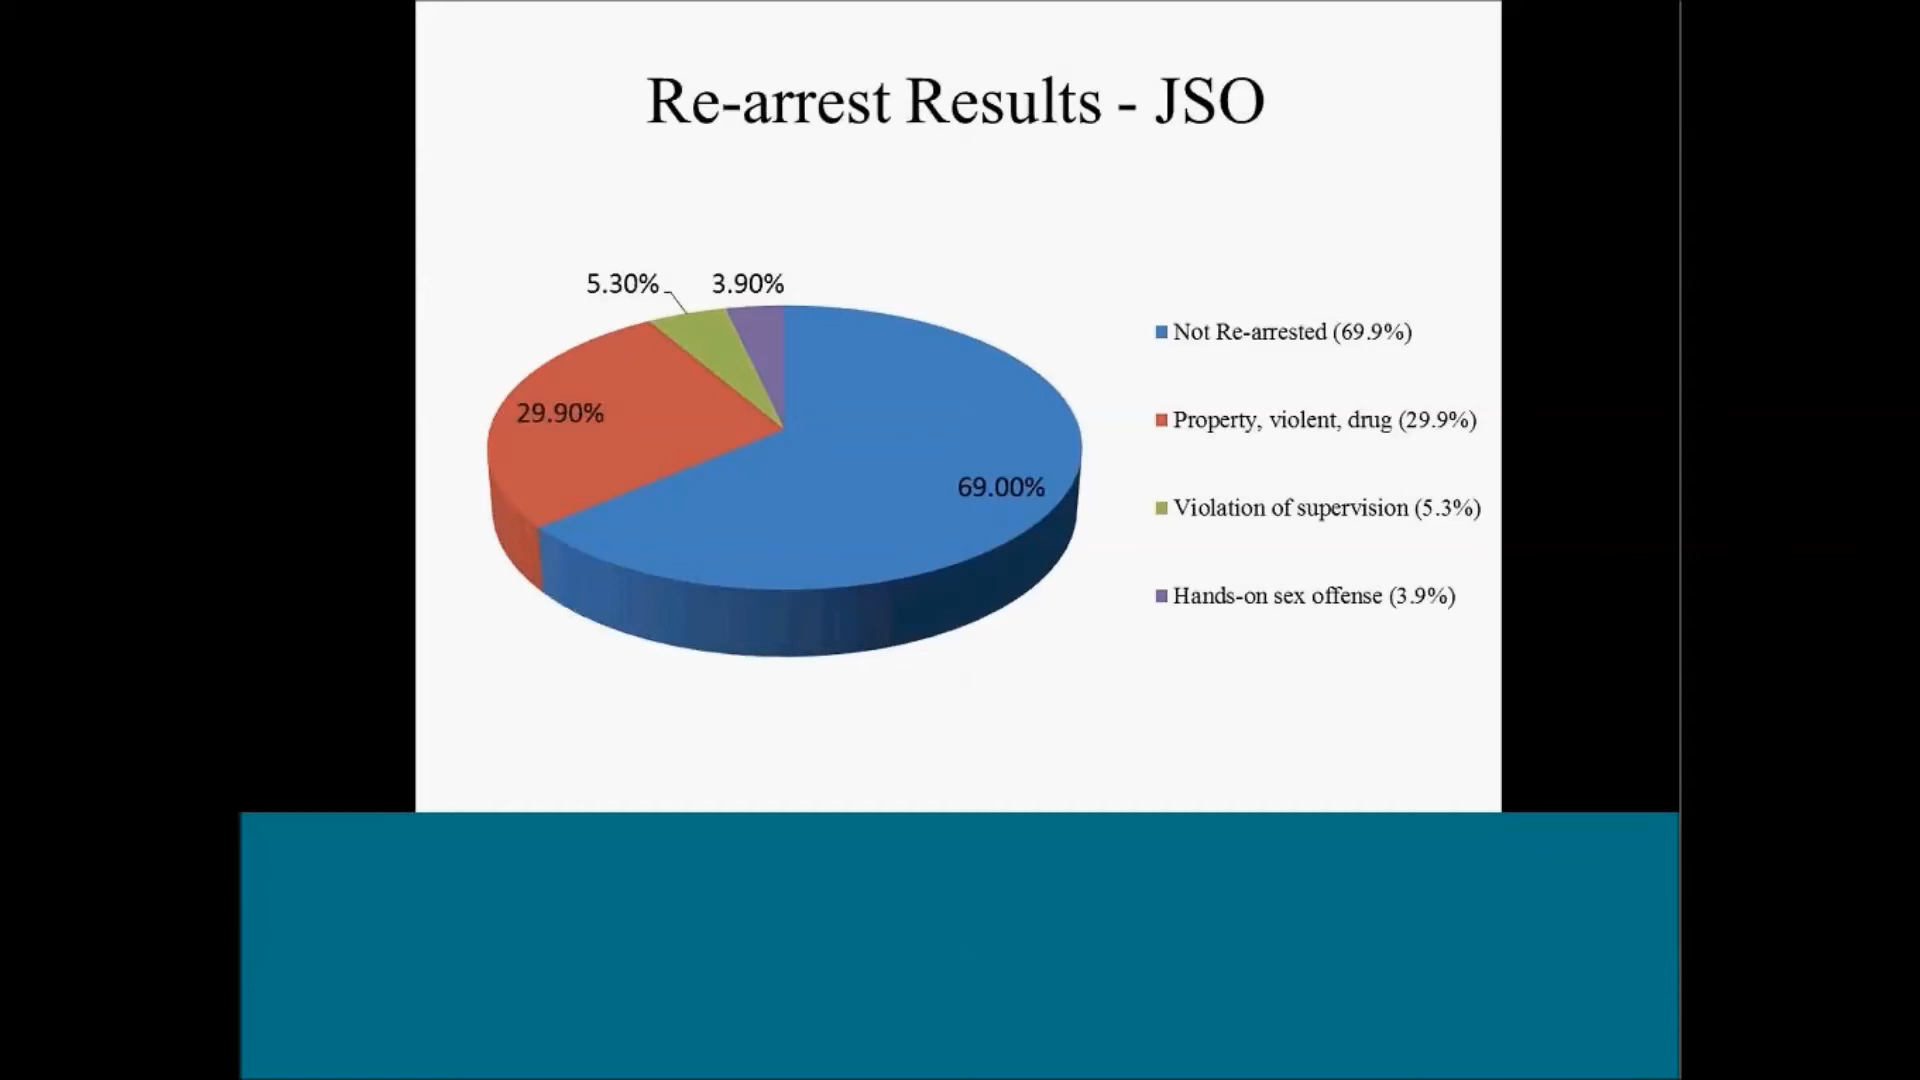 Re-arrest Results - JSO
5.30%
3.90%
29.90%
69.00%
Not Re-arrested (69.9%)
Property, violent, drug (29.9%)
Violation of supervision (5.3%)
Hands-on sex offense (3.9%)